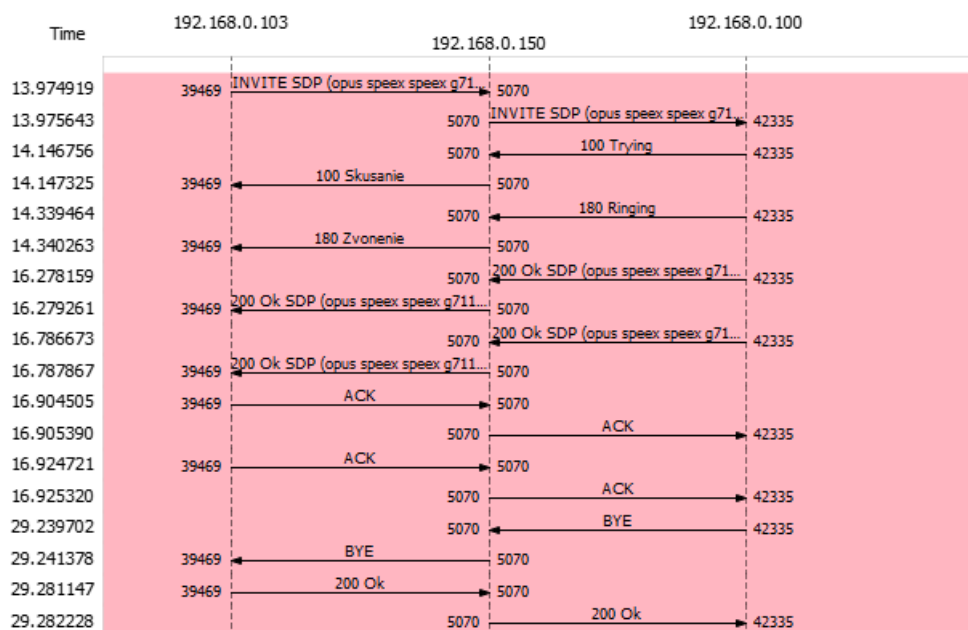 Time 192.168.0.103 192.168.0.150 192.168.0.100
13.974919 39469 INVITE SDP (opus speex speex g71... 5070
13.975643 5070 INVITE SDP (opus speex speex g71... 42335
14.146756 5070 100 Trying 42335
14.147325 39469 100 Skusanie 5070
14.339464 5070 180 Ringing 42335
14.340263 39469 180 Zvonenie 5070
16.278159 5070 200 Ok SDP (opus speex speex g71... 42335
16.279261 39469 200 Ok SDP (opus speex speex g711... 5070
16.786673 5070 200 Ok SDP (opus speex speex g71... 42335
16.787867 39469 200 Ok SDP (opus speex speex g711... 5070
16.904505 39469 ACK 5070
16.905390 5070 ACK 42335
16.924721 39469 ACK 5070
16.925320 5070 ACK 42335
29.239702 5070 BYE 42335
29.241378 39469 BYE 5070
29.281147 39469 200 Ok 5070
29.282228 5070 200 Ok 42335